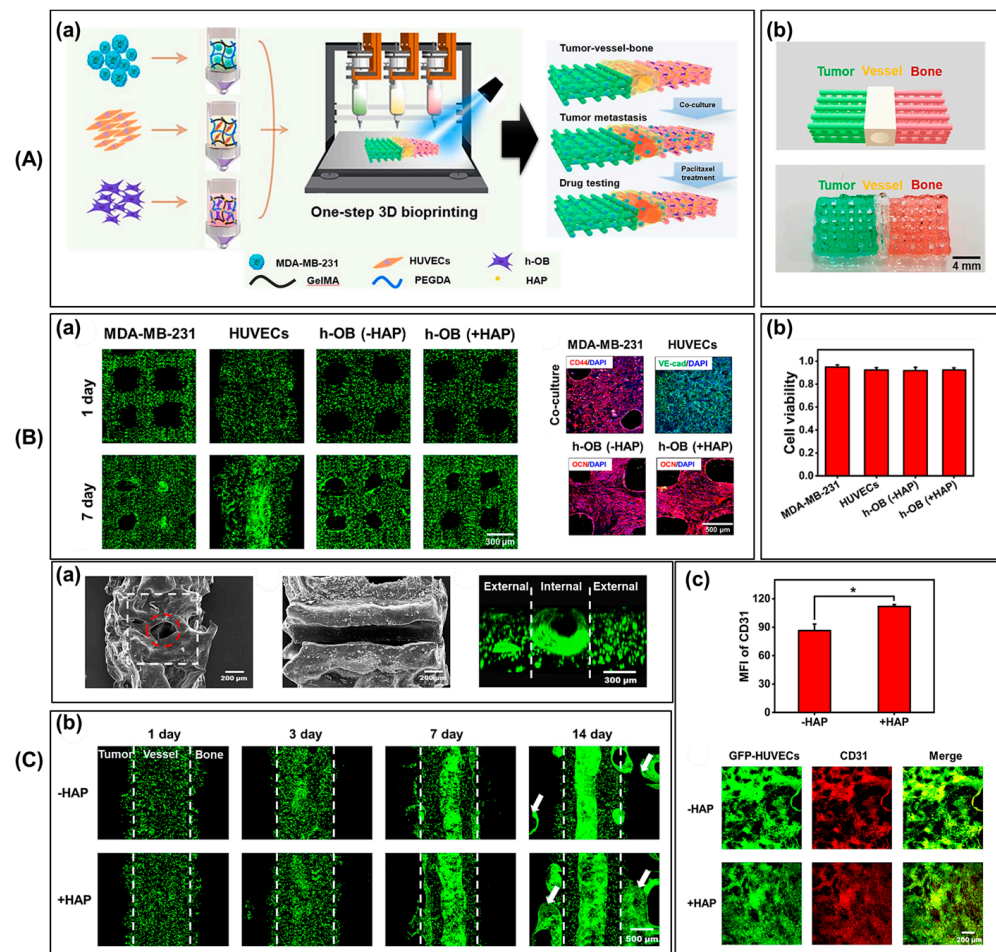 (A)
(a)
One-step 3D bioprinting
MDA-MB-231
HUVECs
h-OB
GelMA
PEGDA
HAP
Tumor-vessel-bone
Co-culture
Tumor metastasis
Paclitaxel
treatment
Drug testing
(b)
Tumor Vessel Bone
Tumor Vessel Bone
4 mm
(B)
(a)
MDA-MB-231 HUVECs h-OB (-HAP) h-OB (+HAP)
1 day
7 day
300 µm
Co-culture
MDA-MB-231 HUVECs
CD44/DAPI VE-cad/DAPI
h-OB (-HAP) h-OB (+HAP)
OCN/DAPI OCN/DAPI
500 µm
(b)
Cell viability
1.0
0.8
0.6
0.4
0.2
0.0
MDA-MB-231 HUVECs h-OB (-HAP) h-OB (+HAP)
(C)
(a)
200 µm
200 µm
External Internal External
300 µm
(b)
1 day 3 day 7 day 14 day
Tumor Vessel Bone
-HAP
+HAP
500 µm
(c)
MFI of CD31
120
90
60
30
0
*
-HAP +HAP
GFP-HUVECs CD31 Merge
-HAP
+HAP
200 µm